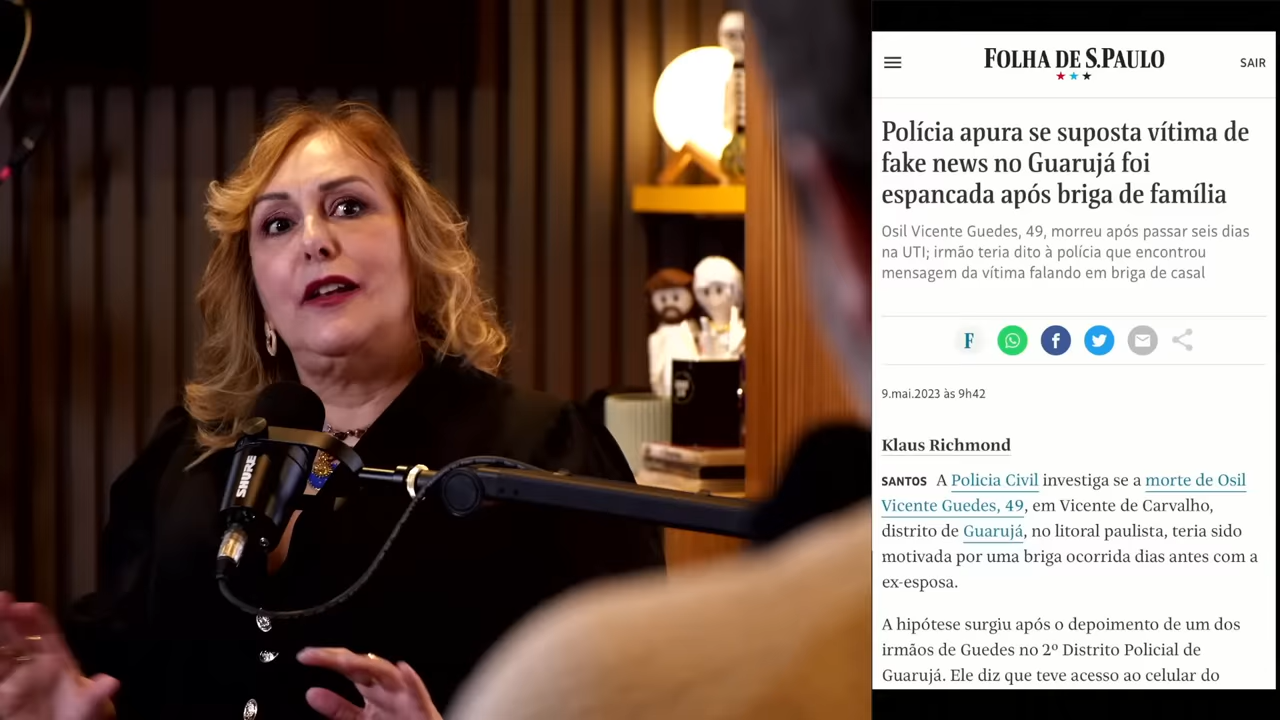 SHURE
FOLHA DE S.PAULO
SAIR
Polícia apura se suposta vítima de
fake news no Guarujá foi
espancada após briga de família
Osil Vicente Guedes, 49, morreu após passar seis dias
na UTI; irmão teria dito à polícia que encontrou
mensagem da vítima falando em briga de casal
F
9.mai.2023 às 9h42
Klaus Richmond
SANTOS A Policia Civil investiga se a morte de Osil
Vicente Guedes, 49, em Vicente de Carvalho,
distrito de Guarujá, no litoral paulista, teria sido
motivada por uma briga ocorrida dias antes com a
ex-esposa.
A hipótese surgiu após o depoimento de um dos
irmãos de Guedes no 2º Distrito Policial de
Guarujá. Ele diz que teve acesso ao celular do